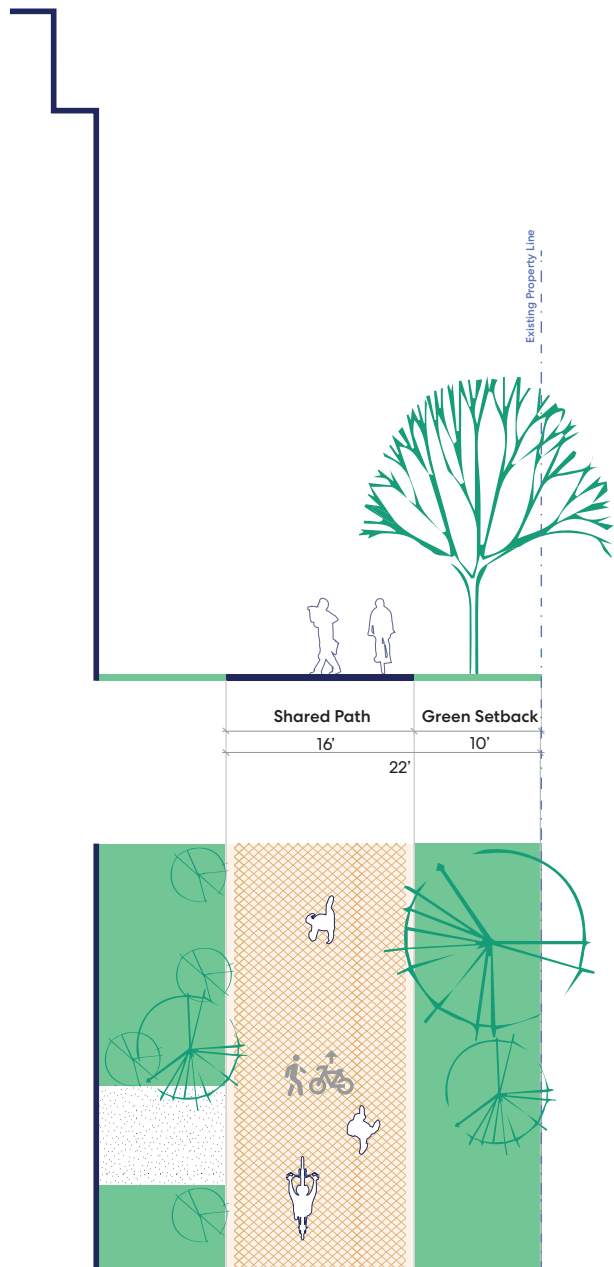 Existing Property Line
Shared Path
Green Setback
16’
10’
22’